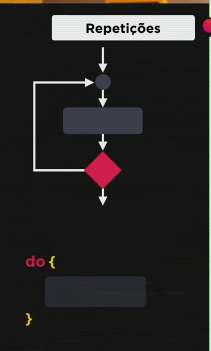 Repetições
do {
}